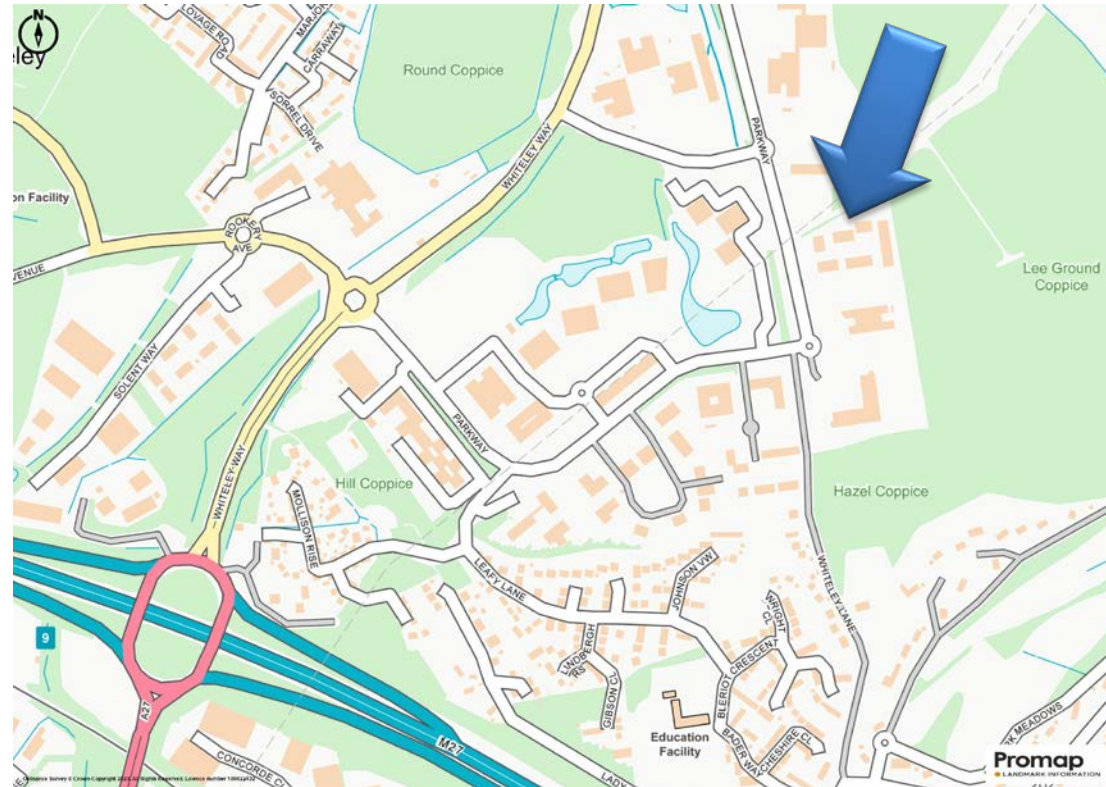 N
eley
LOVAGE RD
MARJO
CARRAWAY
SORREL DRIVE
Round Coppice
WHITELEY WAY
PARKWAY
on Facility
ROOKERY
AVE
VENUE
Lee Ground
Coppice
SOLENT WAY
PARKWAY
WHITELEY WAY
Hill Coppice
MOLLISON RISE
Hazel Coppice
LEAFY LANE
JOHNSON VW
WHITELEY LANE
WRIGHT
CL
LINDBERGH
RS
GIBSON CL
BLERIOT CRESCENT
9
A27
M27
Education
Facility
BADER WAY
CHESHIRE CL
K MEADOWS
CONCORDE
LADY
Promap
LANDMARK INFORMATION